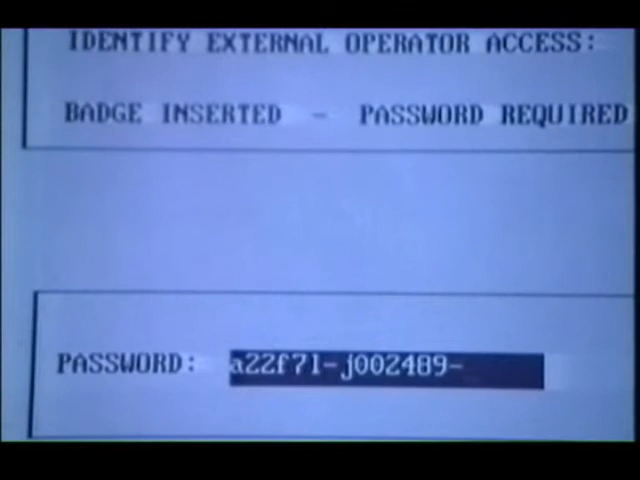 IDENTIFY EXTERNAL OPERATOR ACCESS:
BADGE INSERTED - PASSWORD REQUIRED
PASSWORD: a22f71-j002489-